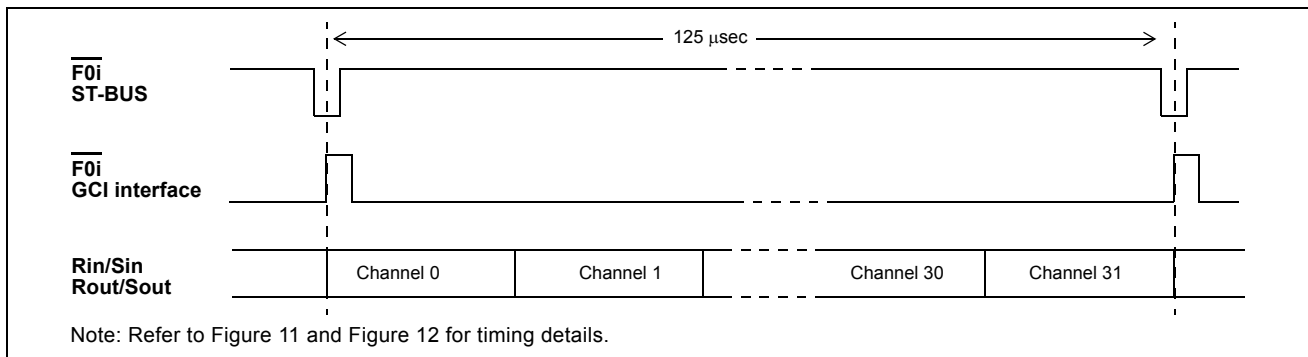 125 μsec
F0i
ST-BUS
F0i
GCI interface
Rin/Sin
Rout/Sout
Channel 0
Channel 1
Channel 30
Channel 31
Note: Refer to Figure 11 and Figure 12 for timing details.